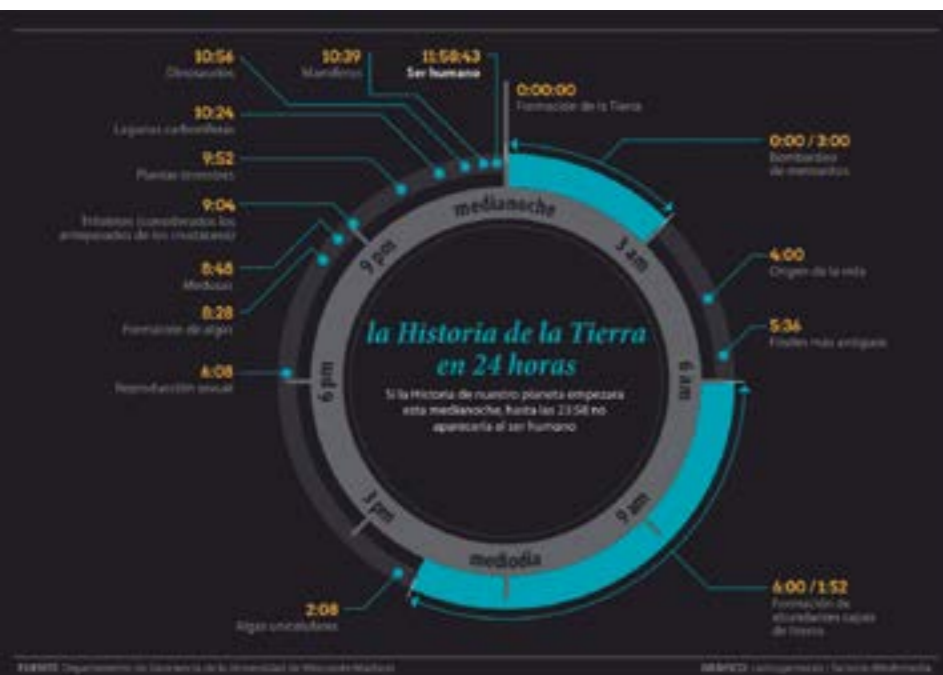 10:56
Dinosaurios
10:39
Mamíferos
11:58:43
Ser humano
0:00:00
Formación de la Tierra
10:24
Lagunas carboníferas
0:00 / 3:00
Bombardeo
de meteoritos
9:52
Plantas terrestres
9:04
Trilobites (considerados los
antepasados de los crustáceos)
8:48
Medusas
8:28
Formación de algas
6:08
Reproducción sexual
4:00
Origen de la vida
5:36
Fósiles más antiguos
medianoche
3 am
6 am
9 am
mediodía
3 pm
6 pm
9 pm
la Historia de la Tierra
en 24 horas
Si la Historia de nuestro planeta empezara
esta medianoche, hasta las 23:58 no
aparecería el ser humano
2:08
Algas unicelulares
6:00 / 1:52
Formación de
abundantes capas
de hierro
FUENTE Departamento de Geociencia de la Universidad de Wisconsin-Madison
GRÁFICO